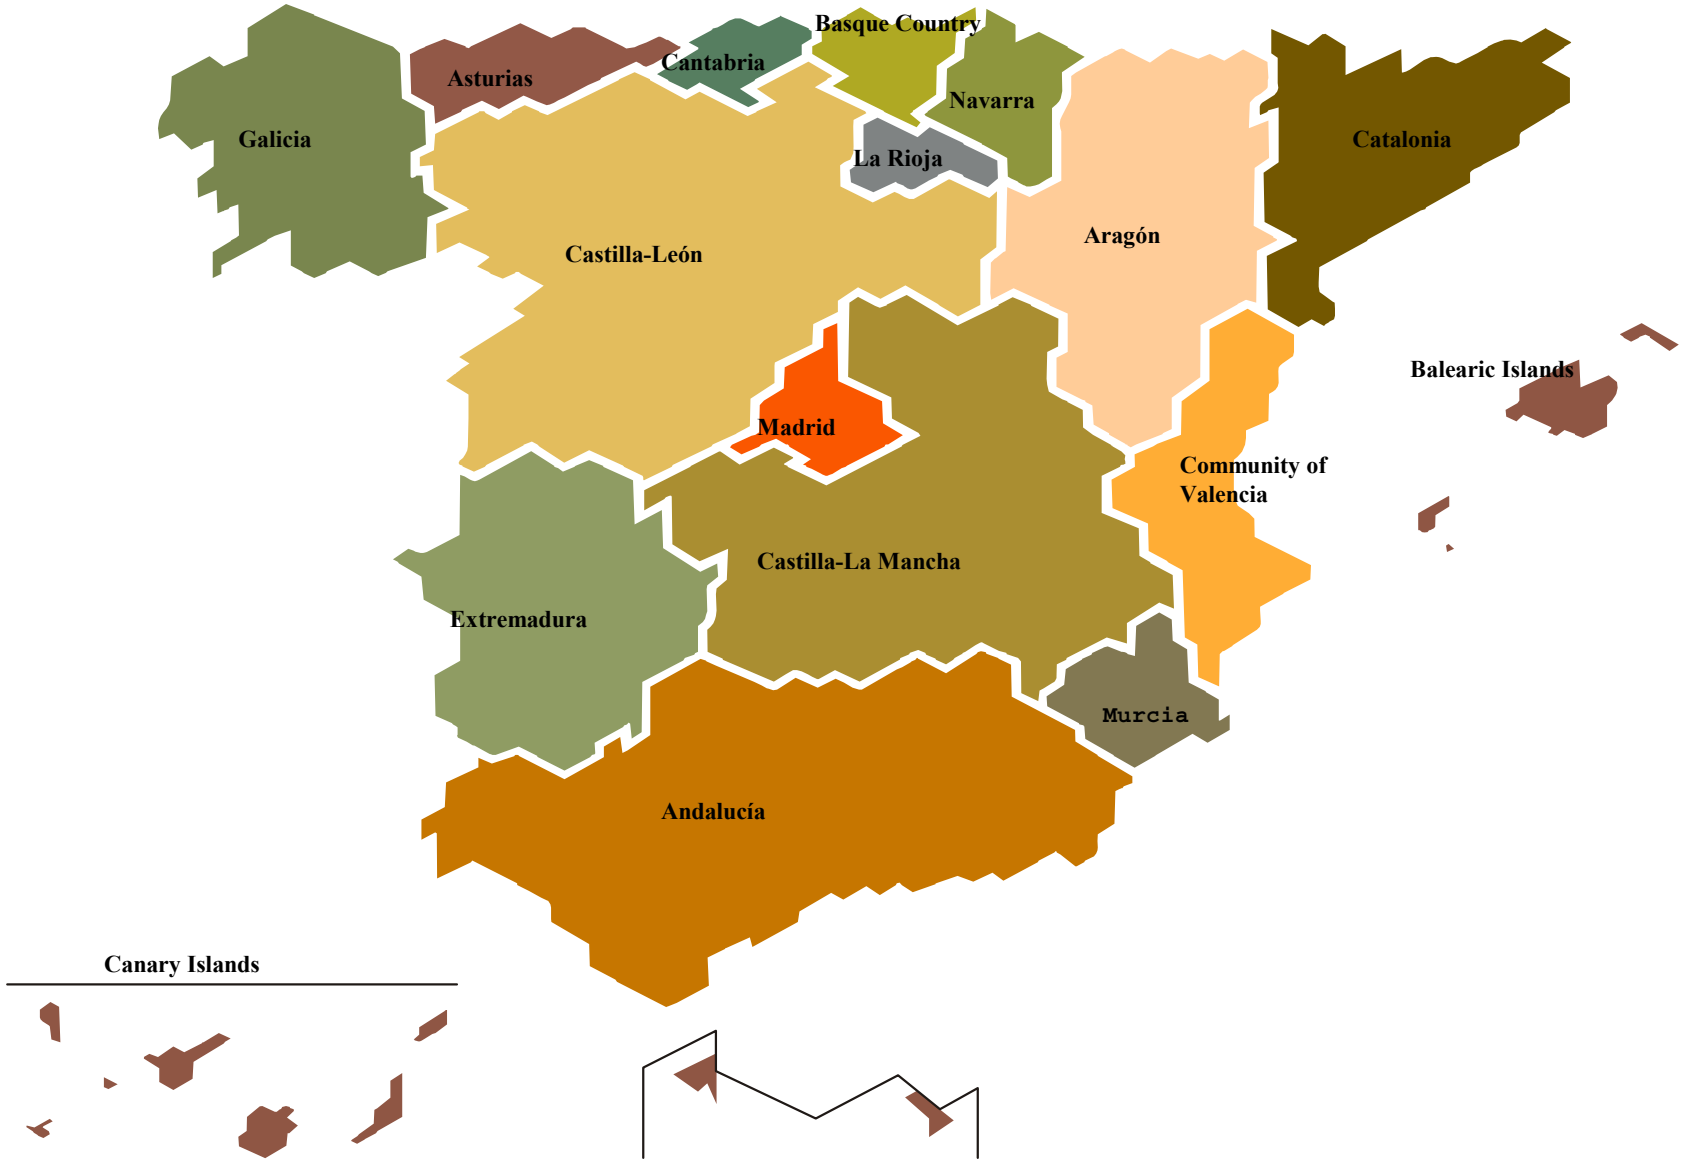 Basque Country
Cantabria
Asturias
Navarra
Galicia
Catalonia
La Rioja
Aragón
Castilla-León
Balearic Islands
Madrid
Community of
Valencia
Castilla-La Mancha
Extremadura
Murcia
Andalucía
Canary Islands